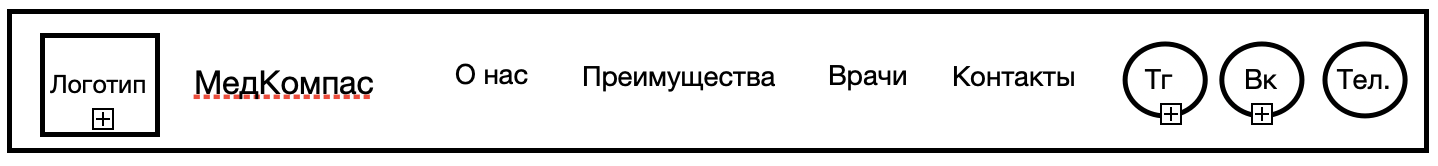 Логотип МедКомпас О нас Преимущества Врачи Контакты Тг Вк Тел.